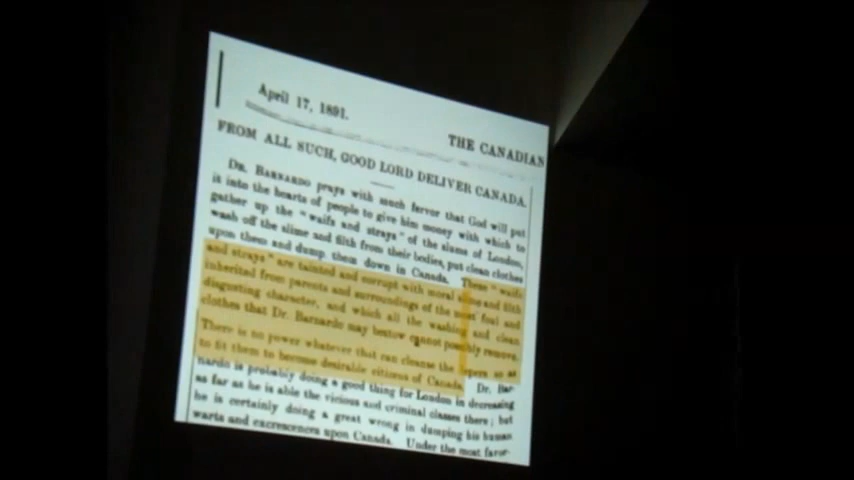 April 17, 1891.
THE CANADIAN
FROM ALL SUCH, GOOD LORD DELIVER CANADA.
DR. BARNARDO prays with much fervor that God will put
it into the hearts of people to give him money with which to
gather up the "waifs and strays" of the slums of London,
wash off the slime and filth from their bodies, put clean clothes
upon them and dump them down in Canada. These "waifs
and strays" are tainted and corrupt with moral slime and filth
inherited from parents and surroundings of the most foul and
disgusting character, and which all the washing and clean
clothes that Dr. Barnardo may bestow cannot possibly remove.
There is no power whatever that can cleanse the lepers so as
to fit them to become desirable citizens of Canada. Dr. Bar-
nardo is probably doing a good thing for London in decreasing
as far as he is able the vicious and criminal classes there; but
he is certainly doing a great wrong in dumping his human
warts and excrescences upon Canada. Under the most favor-